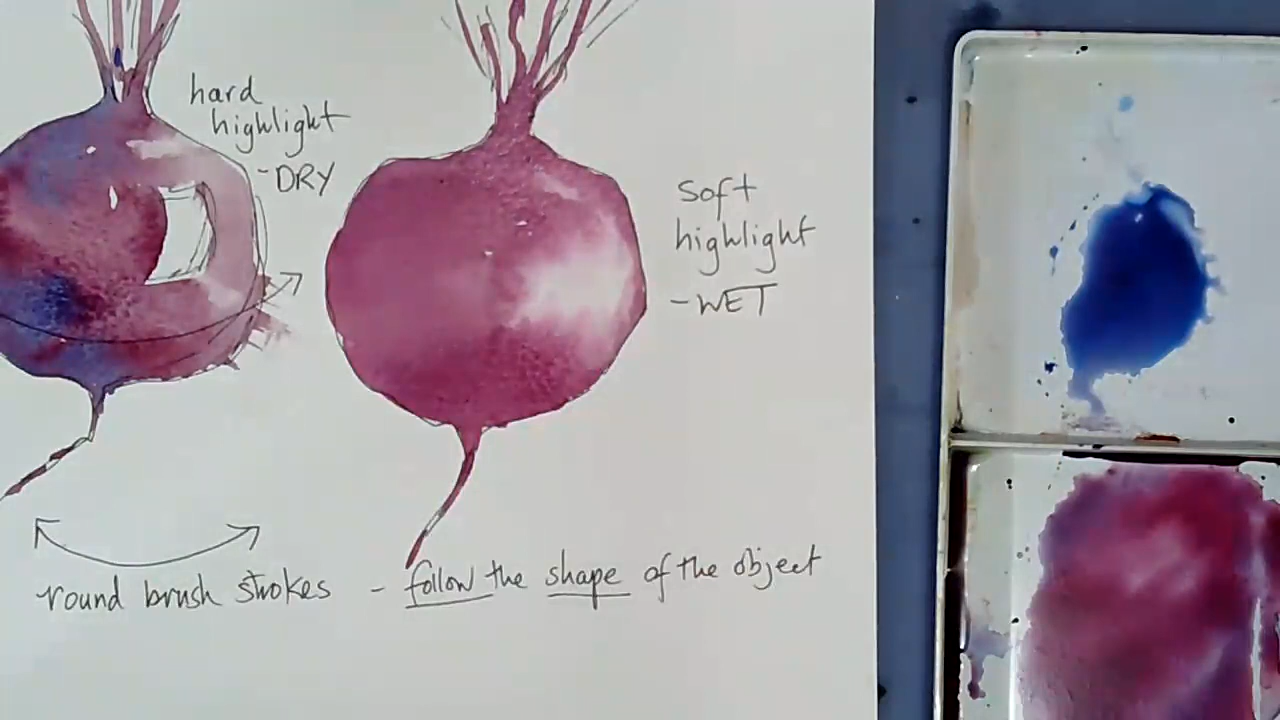 hard
highlight
- DRY
Soft
highlight
- WET
round brush strokes - follow the shape of the object